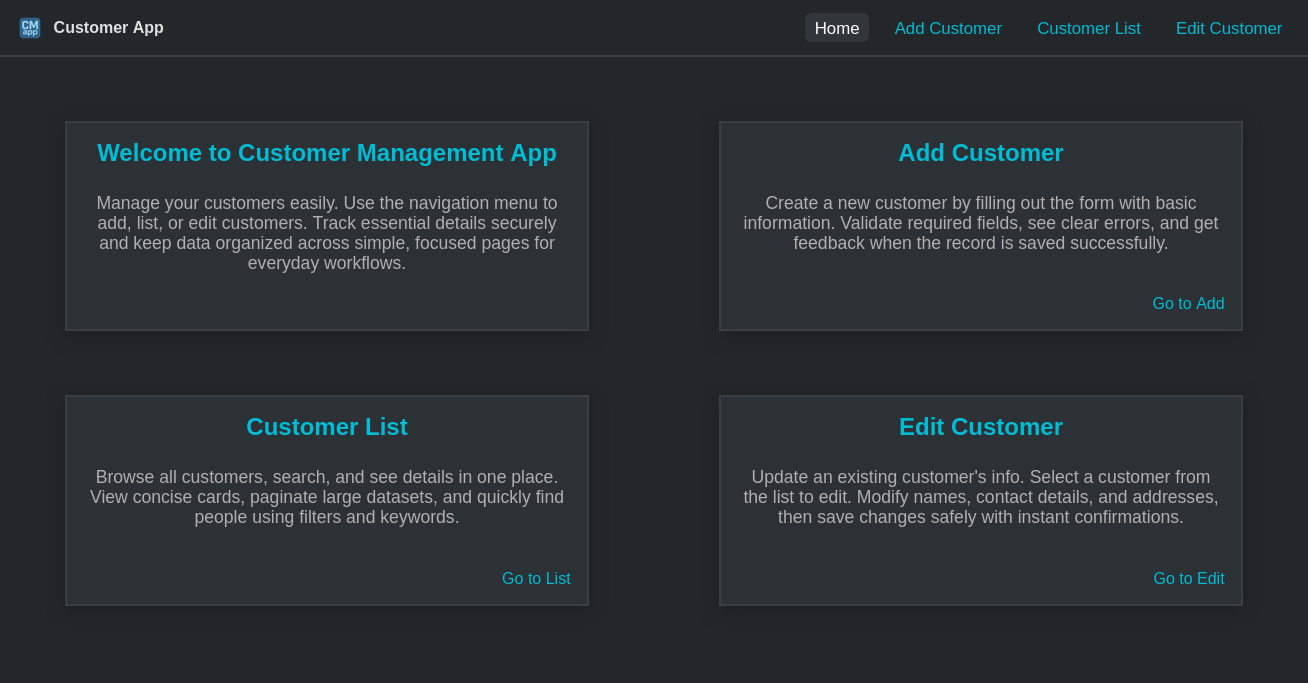 CM
app
Customer App
Home
Add Customer
Customer List
Edit Customer
Welcome to Customer Management App
Manage your customers easily. Use the navigation menu to
add, list, or edit customers. Track essential details securely
and keep data organized across simple, focused pages for
everyday workflows.
Add Customer
Create a new customer by filling out the form with basic
information. Validate required fields, see clear errors, and get
feedback when the record is saved successfully.
Go to Add
Customer List
Browse all customers, search, and see details in one place.
View concise cards, paginate large datasets, and quickly find
people using filters and keywords.
Go to List
Edit Customer
Update an existing customer's info. Select a customer from
the list to edit. Modify names, contact details, and addresses,
then save changes safely with instant confirmations.
Go to Edit